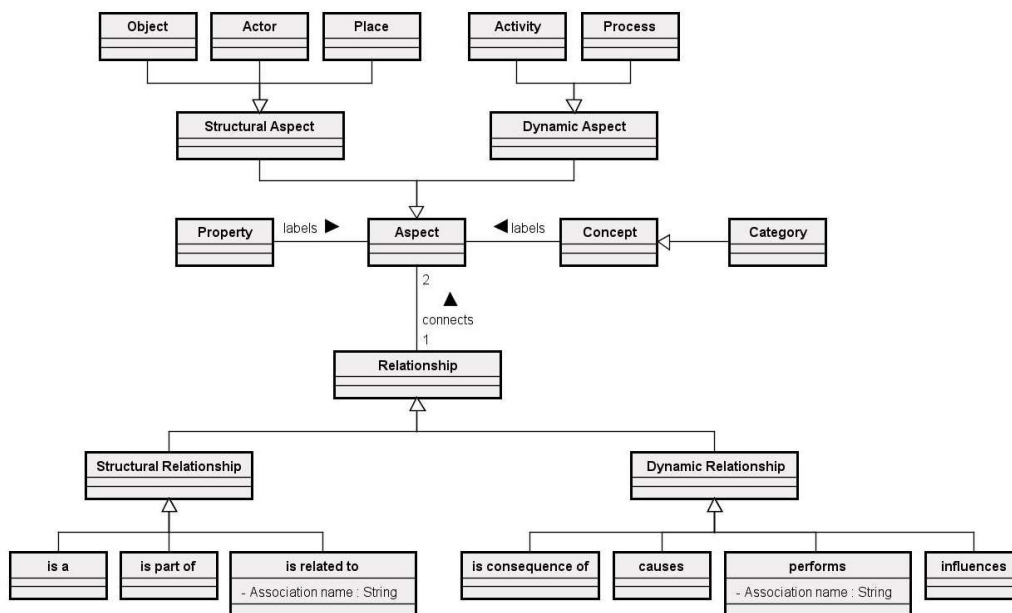 Object
Actor
Place
Activity
Process
Structural Aspect
Dynamic Aspect
Property
labels
Aspect
labels
Concept
Category
2
connects
1
Relationship
Structural Relationship
Dynamic Relationship
is a
is part of
is related to
- Association name : String
is consequence of
causes
performs
- Association name : String
influences